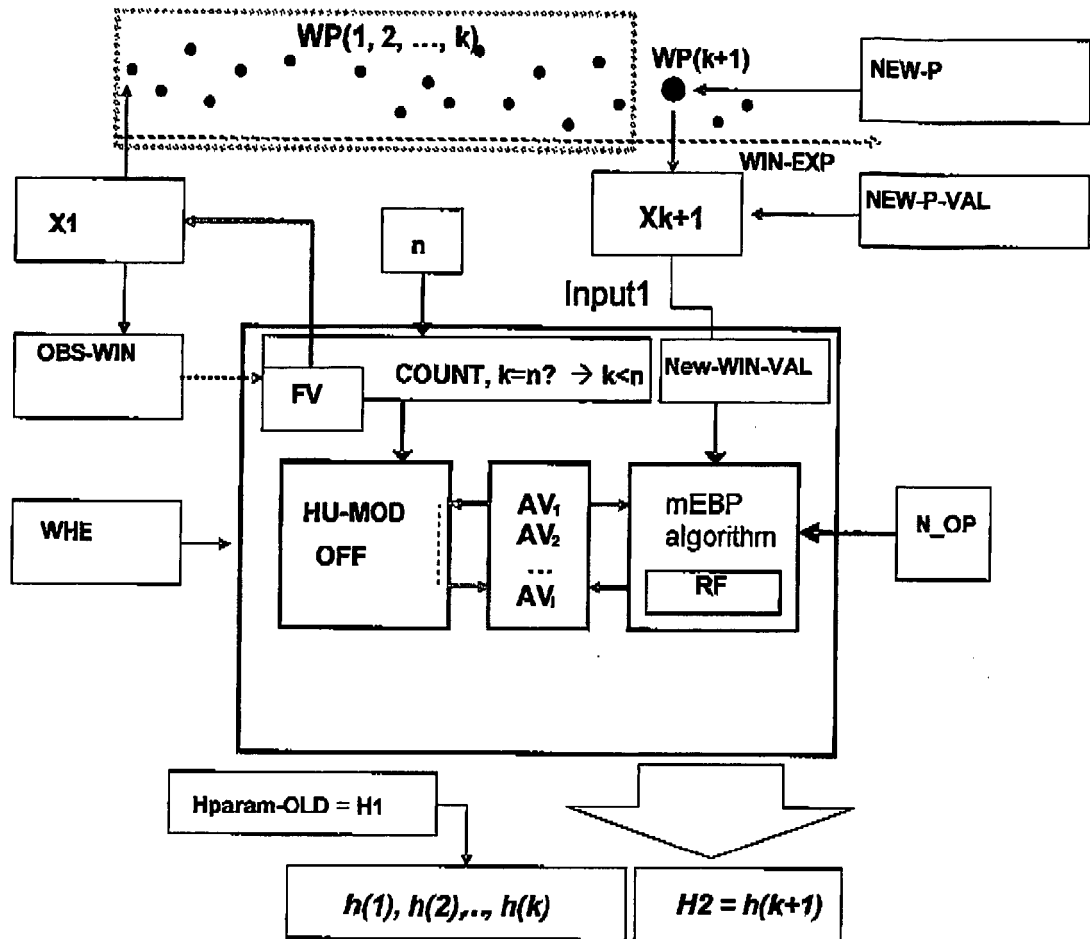 WP(1, 2, ..., k)
WP(k+1)
NEW-P
WIN-EXP
X1
n
Xk+1
NEW-P-VAL
Input1
OBS-WIN
FV
COUNT, k=n? → k<n
New-WIN-VAL
WHE
HU-MOD
OFF
AV₁
AV₂
...
AVₗ
mEBP
algorithm
RF
N_OP
Hparam-OLD = H1
h(1), h(2),.., h(k)
H2 = h(k+1)